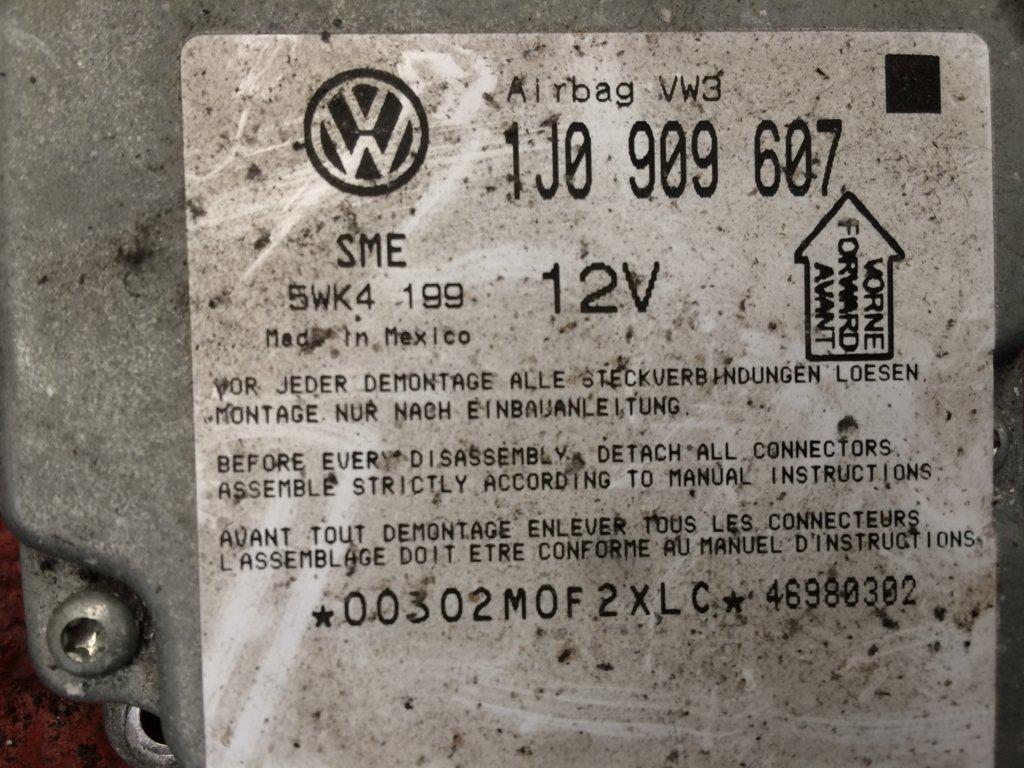 Airbag VW3
1J0 909 607
SME
5WK4 199
12V
Made in Mexico
VORNE
FORWARD
AVANT
VOR JEDER DEMONTAGE ALLE STECKVERBINDUNGEN LOESEN.
MONTAGE NUR NACH EINBAUANLEITUNG.
BEFORE EVERY DISASSEMBLY, DETACH ALL CONNECTORS.
ASSEMBLE STRICTLY ACCORDING TO MANUAL INSTRUCTIONS.
AVANT TOUT DEMONTAGE ENLEVER TOUS LES CONNECTEURS.
L'ASSEMBLAGE DOIT ETRE CONFORME AU MANUEL D'INSTRUCTIONS.
*00302M0F2XLC* 46980302